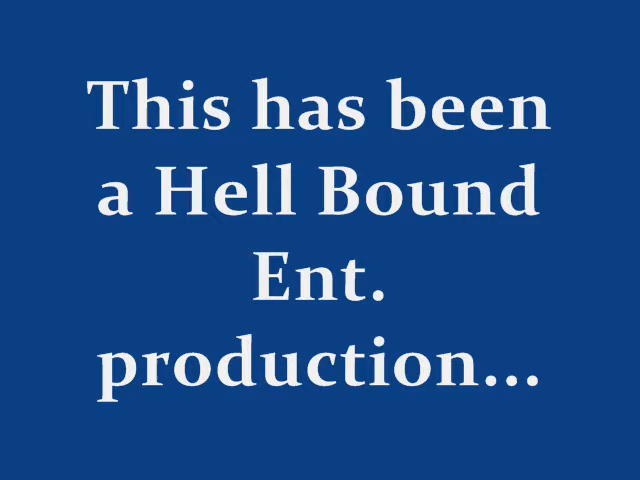 This has been
a Hell Bound
Ent.
production...